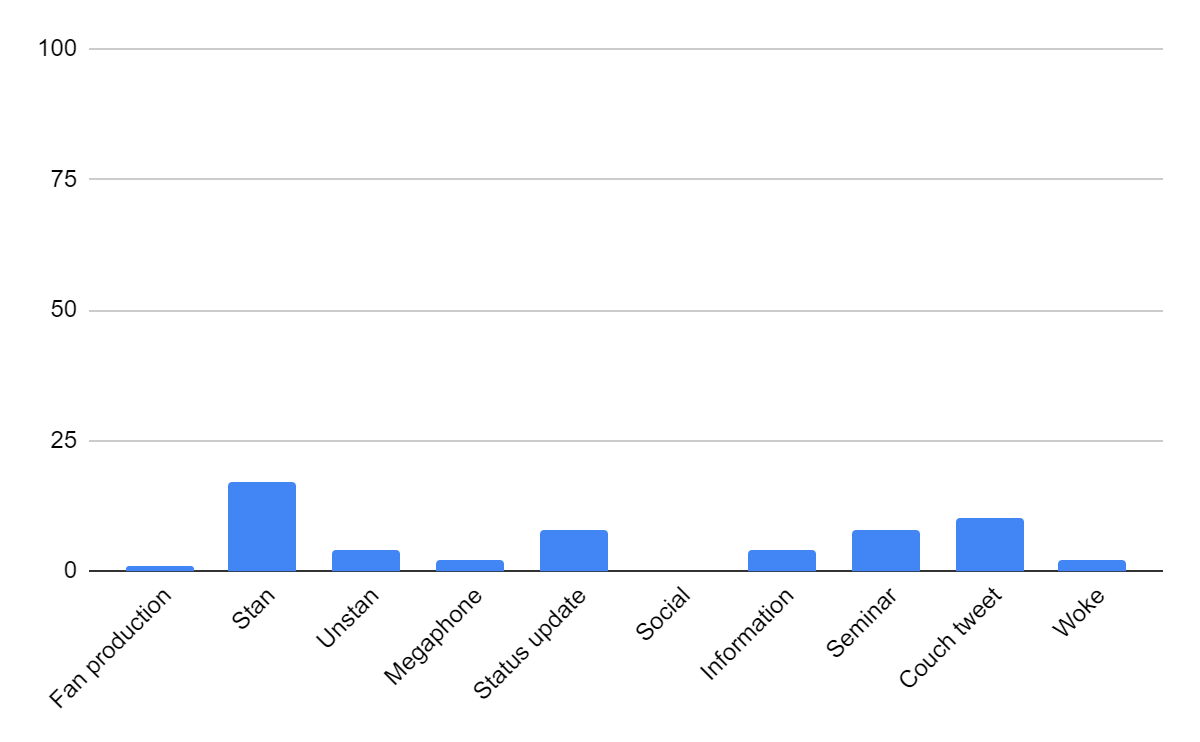 100
75
50
25
0
Fan production
Stan
Unstan
Megaphone
Status update
Social
Information
Seminar
Couch tweet
Woke